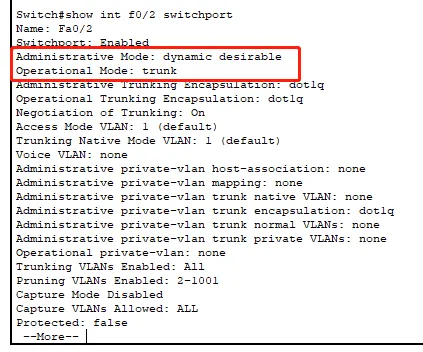 Switch#show int f0/2 switchport
Name: Fa0/2
Switchport: Enabled
Administrative Mode: dynamic desirable
Operational Mode: trunk
Administrative Trunking Encapsulation: dot1q
Operational Trunking Encapsulation: dot1q
Negotiation of Trunking: On
Access Mode VLAN: 1 (default)
Trunking Native Mode VLAN: 1 (default)
Voice VLAN: none
Administrative private-vlan host-association: none
Administrative private-vlan mapping: none
Administrative private-vlan trunk native VLAN: none
Administrative private-vlan trunk encapsulation: dot1q
Administrative private-vlan trunk normal VLANs: none
Administrative private-vlan trunk private VLANs: none
Operational private-vlan: none
Trunking VLANs Enabled: All
Pruning VLANs Enabled: 2-1001
Capture Mode Disabled
Capture VLANs Allowed: ALL
Protected: false
--More--